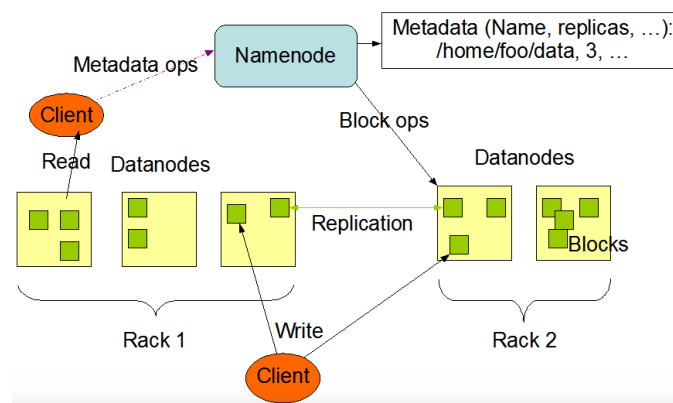 Metadata (Name, replicas, …):
/home/foo/data, 3, …
Namenode
Metadata ops
Client
Block ops
Read
Datanodes
Datanodes
Replication
Blocks
Rack 1
Write
Rack 2
Client